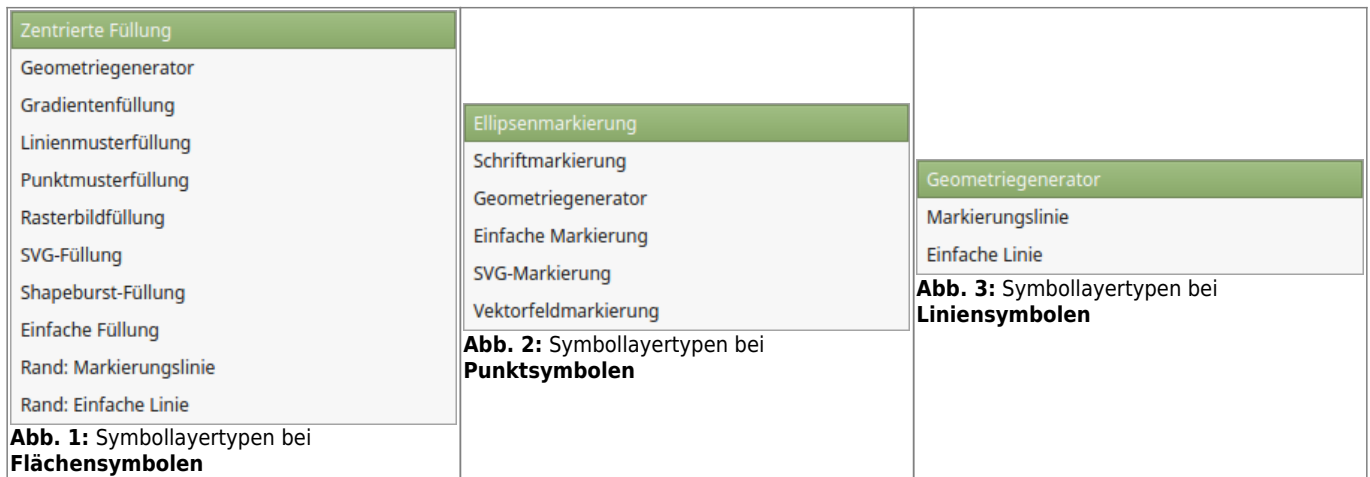 Zentrierte Füllung
Geometriegenerator
Gradientenfüllung
Linienmusterfüllung
Punktmusterfüllung
Rasterbildfüllung
SVG-Füllung
Shapeburst-Füllung
Einfache Füllung
Rand: Markierungslinie
Rand: Einfache Linie
Abb. 1: Symbollayertypen bei
Flächensymbolen
Ellipsenmarkierung
Schriftmarkierung
Geometriegenerator
Einfache Markierung
SVG-Markierung
Vektorfeldmarkierung
Abb. 2: Symbollayertypen bei
Punktsymbolen
Geometriegenerator
Markierungslinie
Einfache Linie
Abb. 3: Symbollayertypen bei
Liniensymbolen